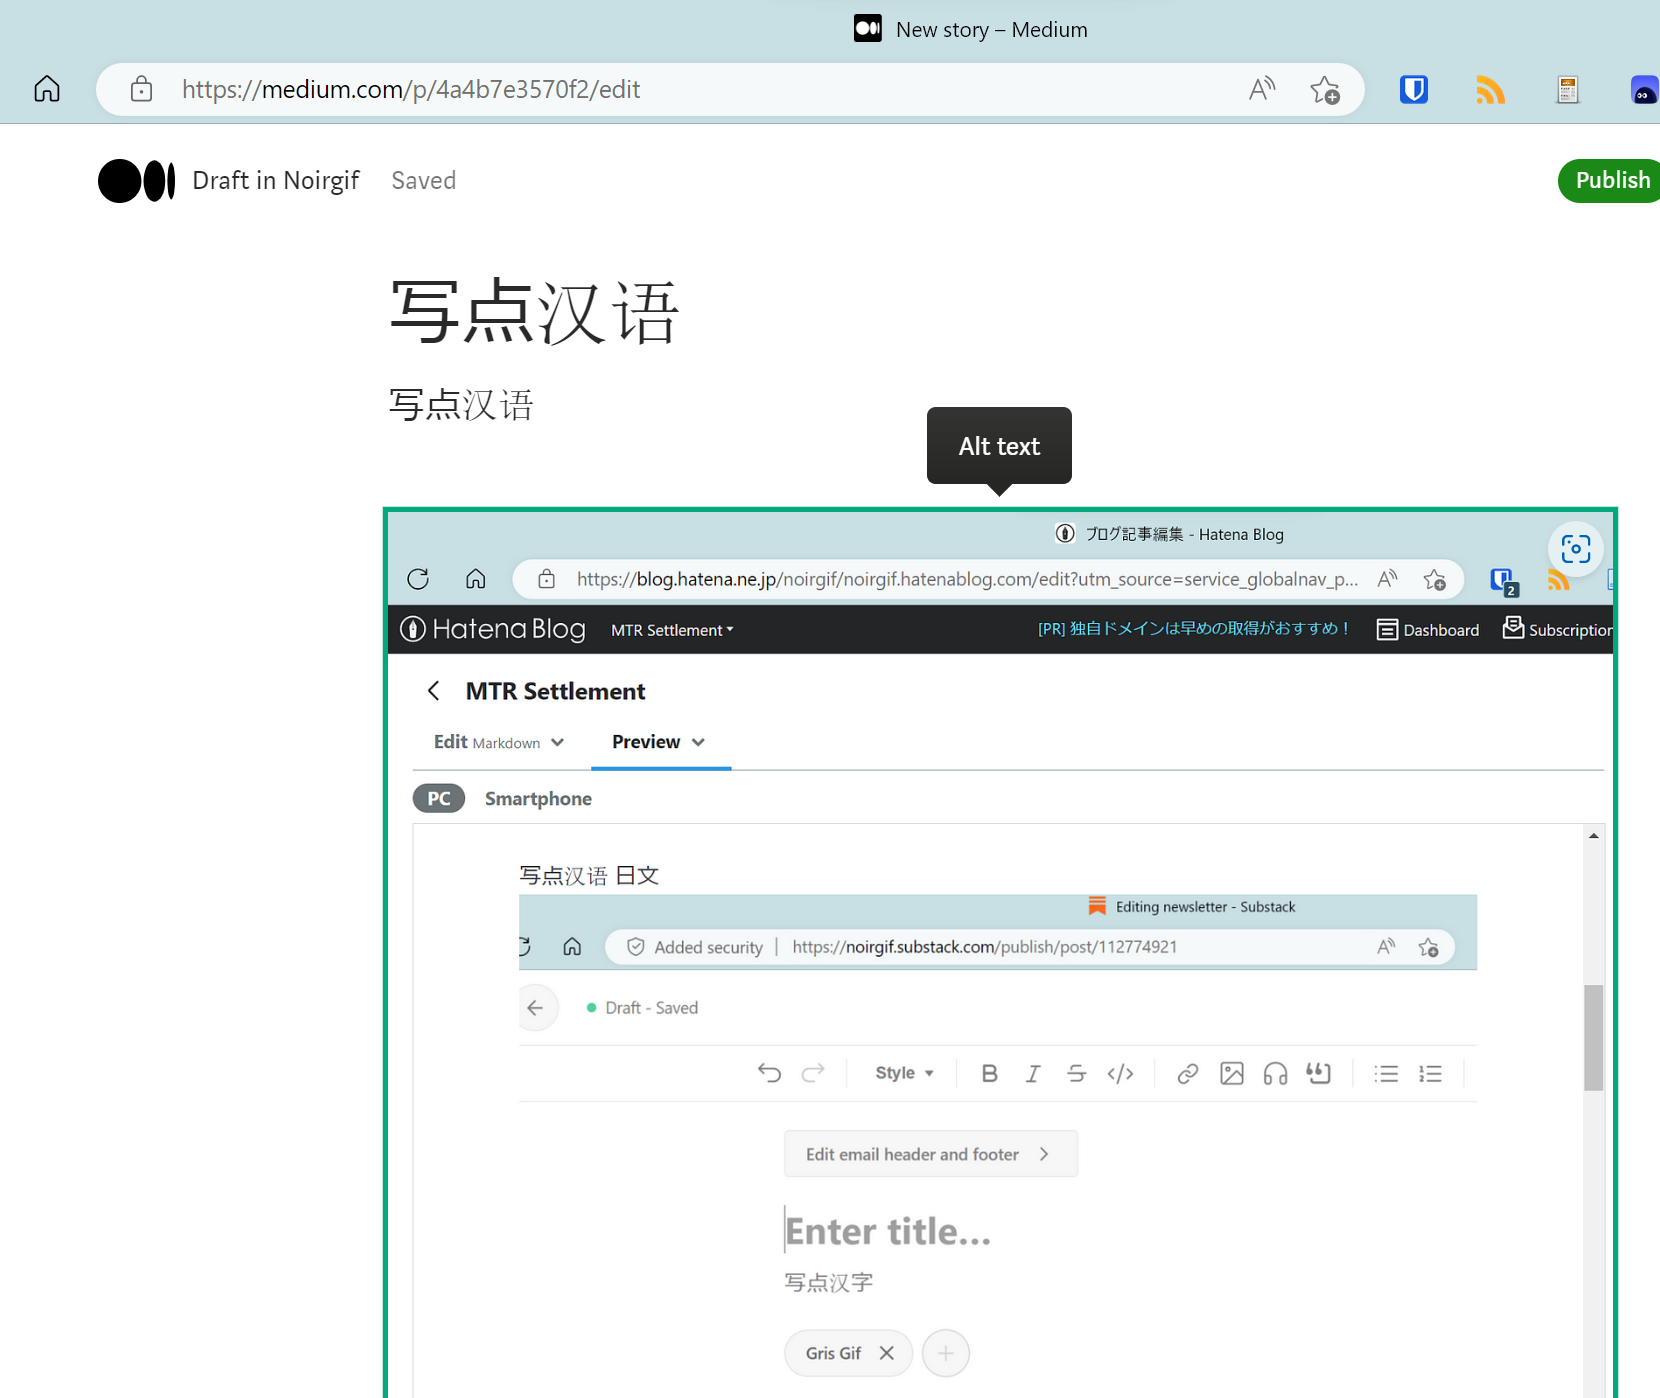 New story – Medium
https://medium.com/p/4a4b7e3570f2/edit
Draft in Noirgif Saved
Publish
写点汉语
写点汉语
Alt text
ブログ記事編集 - Hatena Blog
https://blog.hatena.ne.jp/noirgif/noirgif.hatenablog.com/edit?utm_source=service_globalnav_p...
2
Hatena Blog MTR Settlement [PR] 独自ドメインは早めの取得がおすすめ！ Dashboard Subscription
MTR Settlement
Edit Markdown Preview
PC Smartphone
写点汉语 日文
Editing newsletter - Substack
Added security | https://noirgif.substack.com/publish/post/112774921
Draft - Saved
Style
Edit email header and footer
Enter title...
写点汉字
Gris Gif